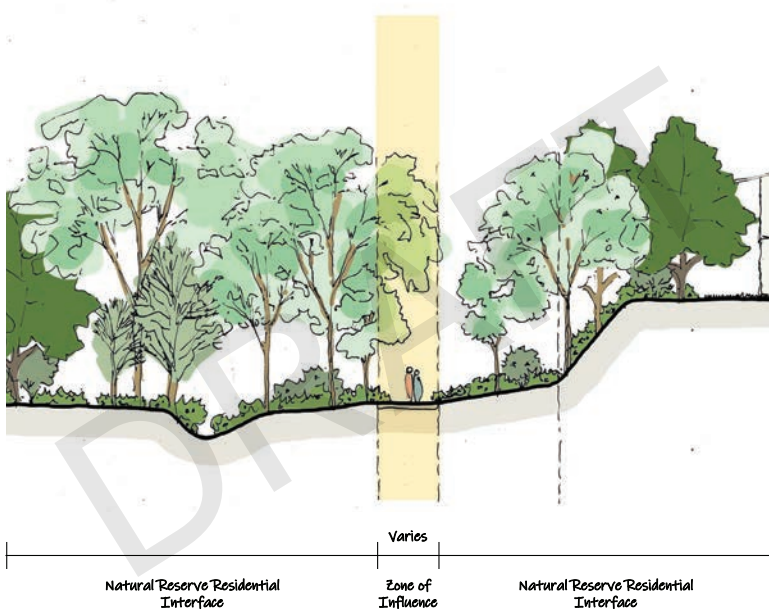 DRAFT
Varies
Natural Reserve Residential
Interface
Zone of
Influence
Natural Reserve Residential
Interface